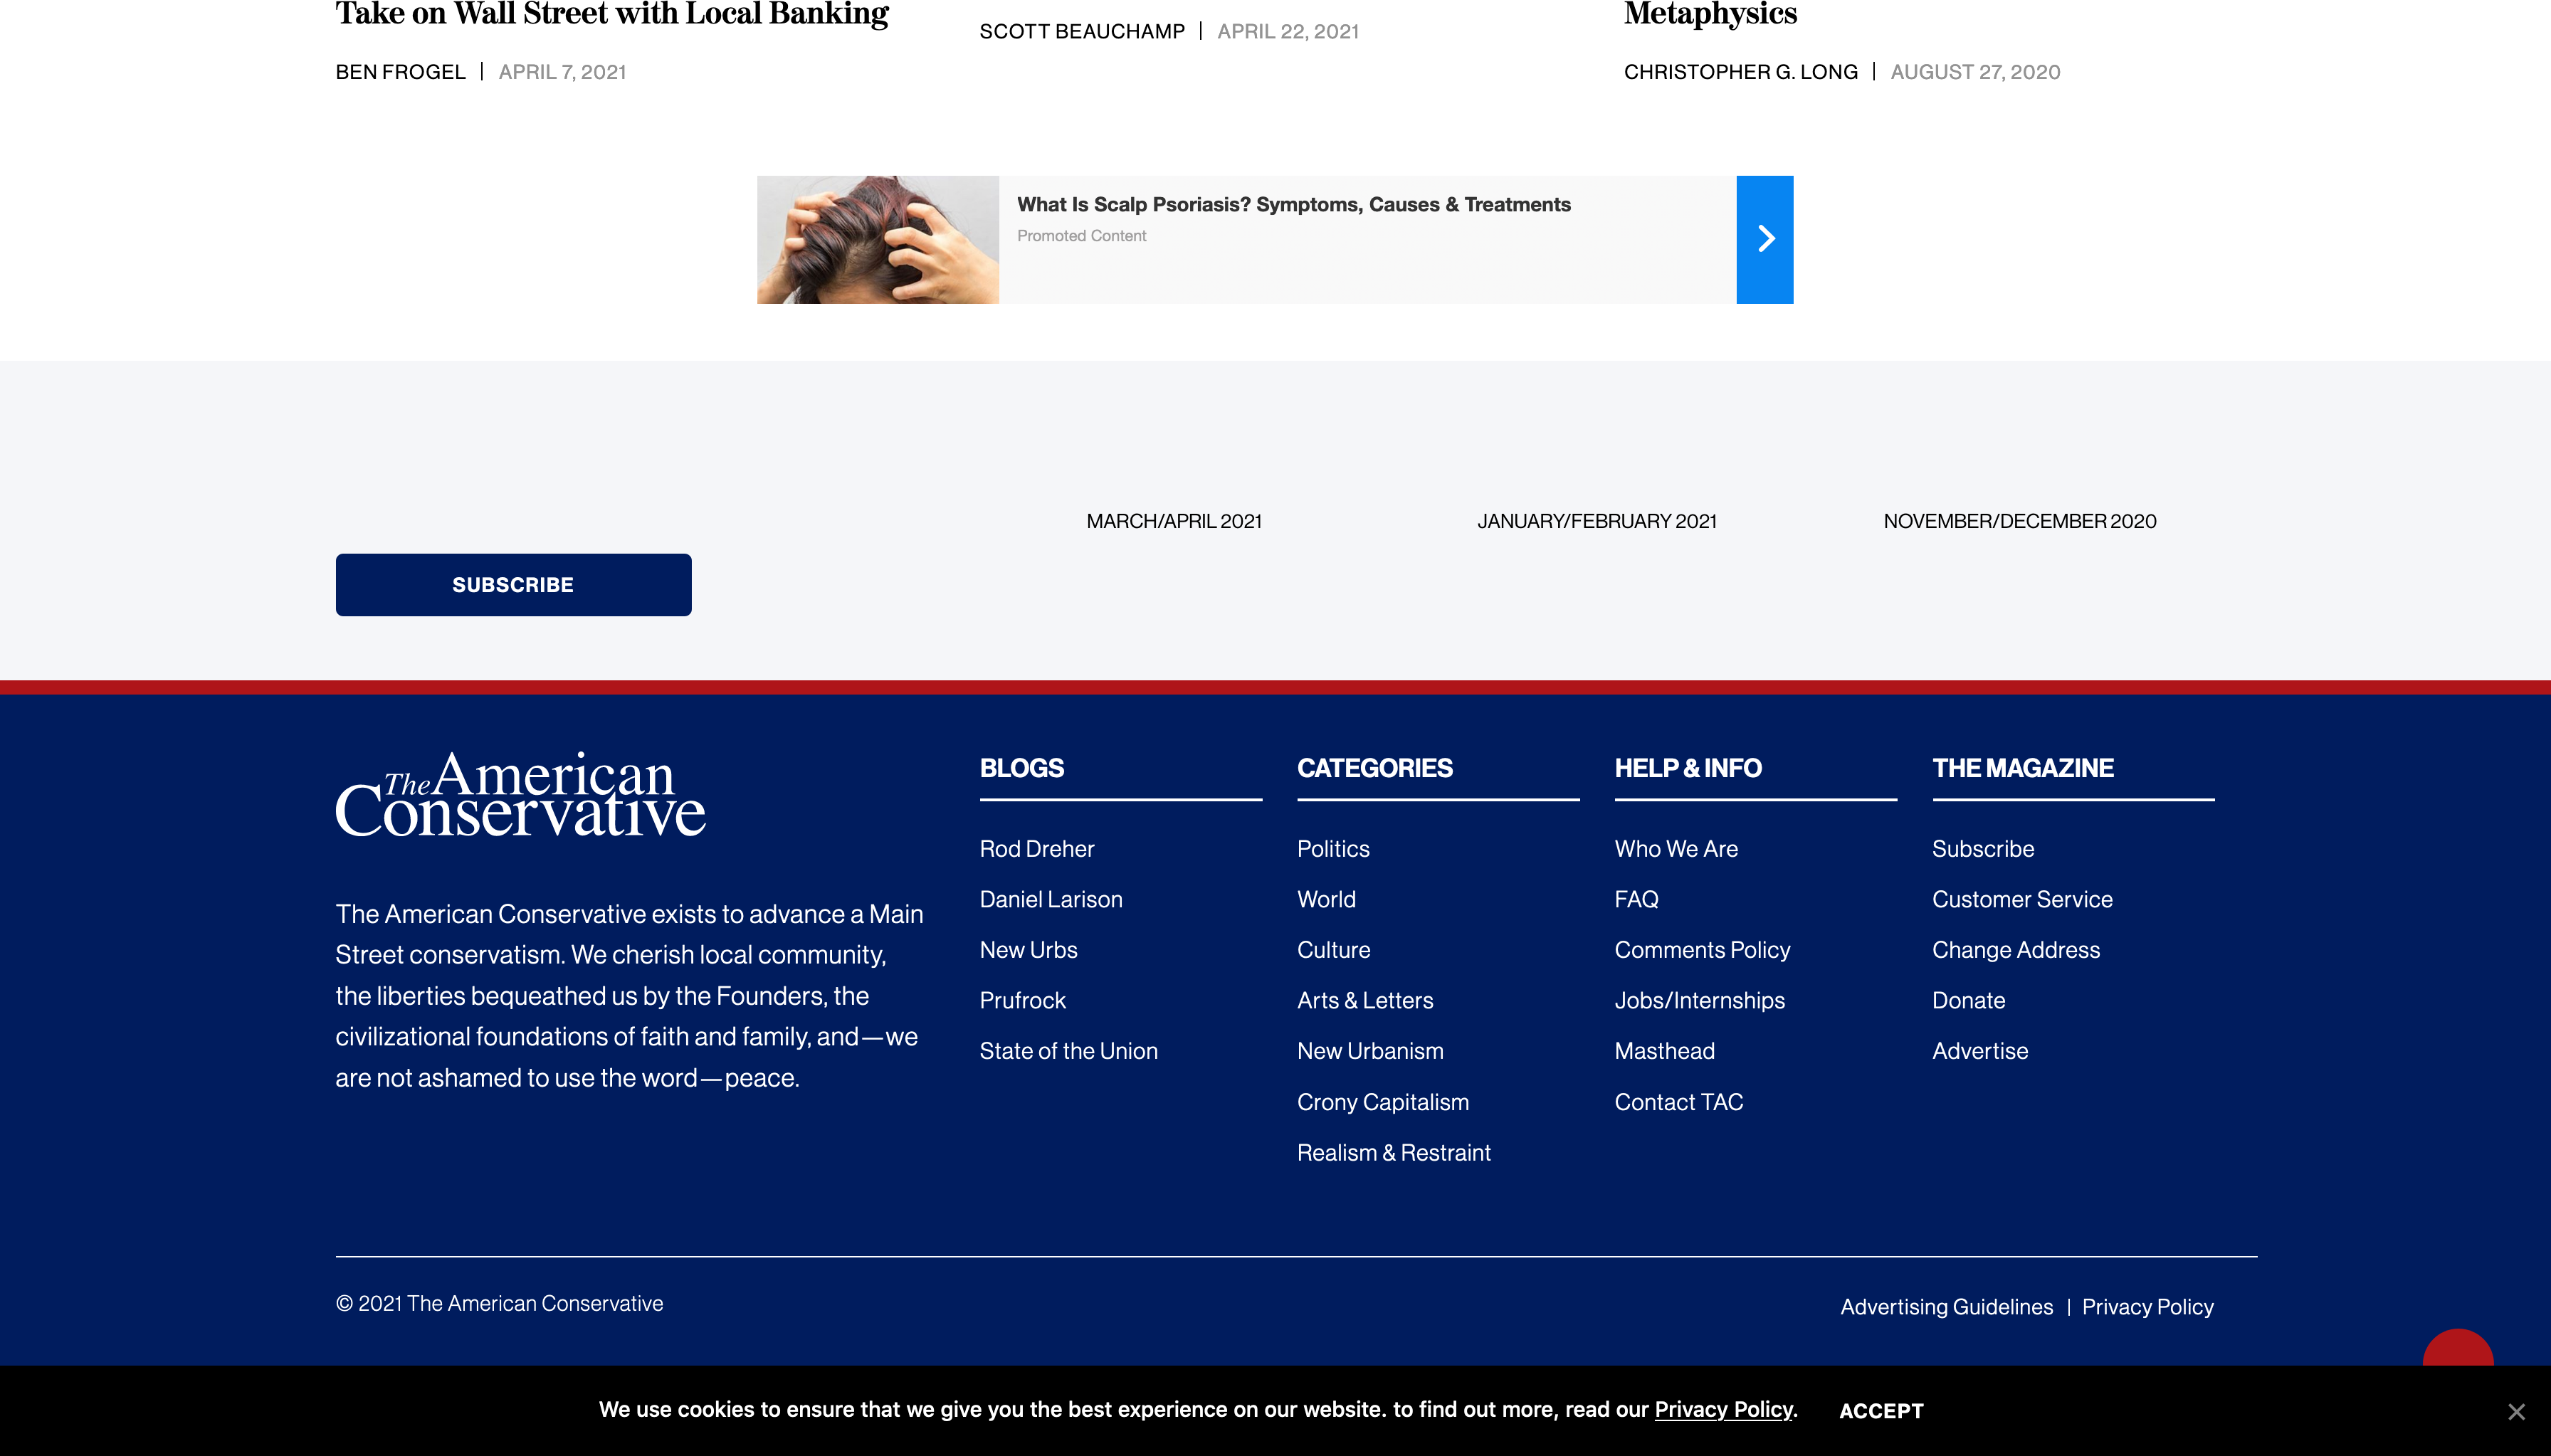 Take on Wall Street with Local Banking
BEN FROGEL | APRIL 7, 2021
SCOTT BEAUCHAMP | APRIL 22, 2021
Metaphysics
CHRISTOPHER G. LONG | AUGUST 27, 2020
What Is Scalp Psoriasis? Symptoms, Causes & Treatments
Promoted Content
MARCH/APRIL 2021
JANUARY/FEBRUARY 2021
NOVEMBER/DECEMBER 2020
SUBSCRIBE
The American
Conservative
The American Conservative exists to advance a Main
Street conservatism. We cherish local community,
the liberties bequeathed us by the Founders, the
civilizational foundations of faith and family, and—we
are not ashamed to use the word—peace.
BLOGS
Rod Dreher
Daniel Larison
New Urbs
Prufrock
State of the Union
CATEGORIES
Politics
World
Culture
Arts & Letters
New Urbanism
Crony Capitalism
Realism & Restraint
HELP & INFO
Who We Are
FAQ
Comments Policy
Jobs/Internships
Masthead
Contact TAC
THE MAGAZINE
Subscribe
Customer Service
Change Address
Donate
Advertise
© 2021 The American Conservative
Advertising Guidelines | Privacy Policy
We use cookies to ensure that we give you the best experience on our website. to find out more, read our Privacy Policy. ACCEPT